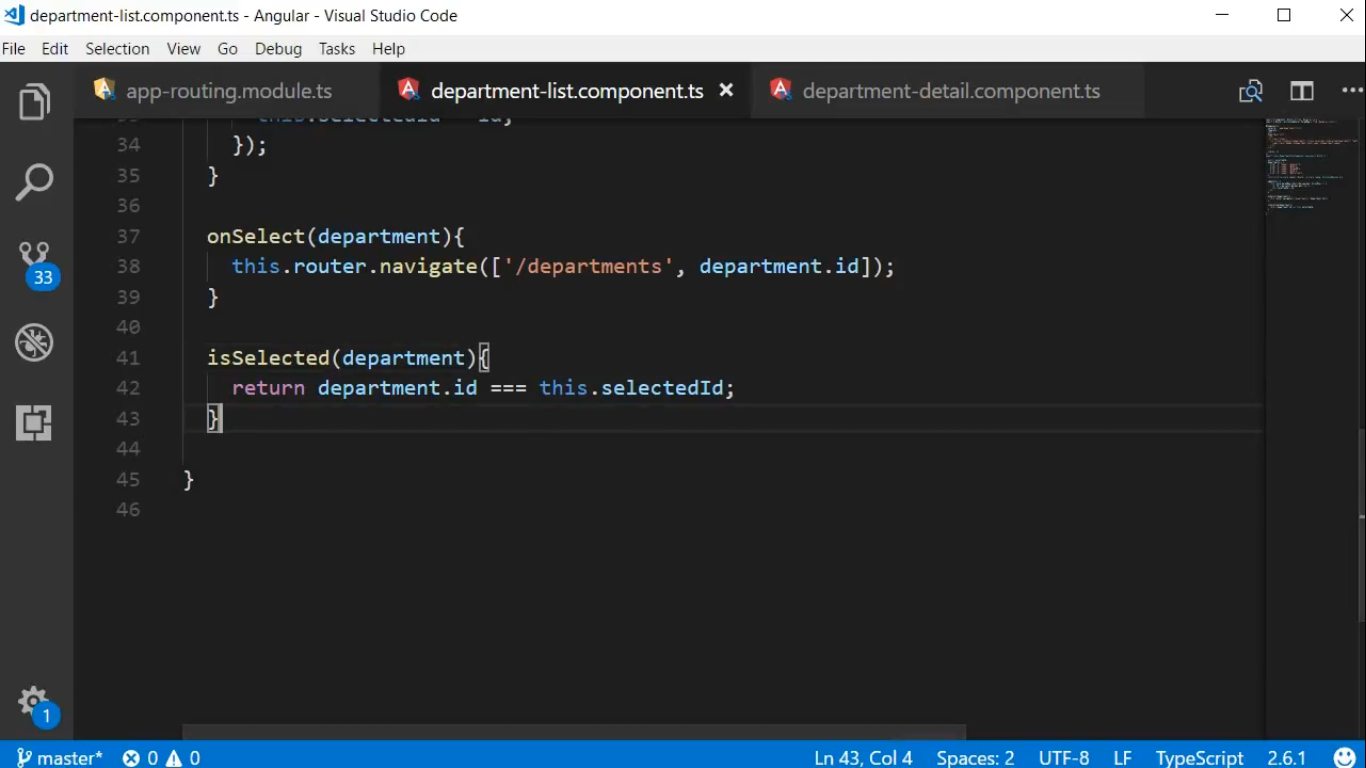 department-list.component.ts - Angular - Visual Studio Code
File Edit Selection View Go Debug Tasks Help
app-routing.module.ts department-list.component.ts department-detail.component.ts
34 });
35 }
36
37 onSelect(department){
38 this.router.navigate(['/departments', department.id]);
39 }
40
41 isSelected(department){
42 return department.id === this.selectedId;
43 }
44
45 }
46
33
1
master* 0 0 Ln 43, Col 4 Spaces: 2 UTF-8 LF TypeScript 2.6.1